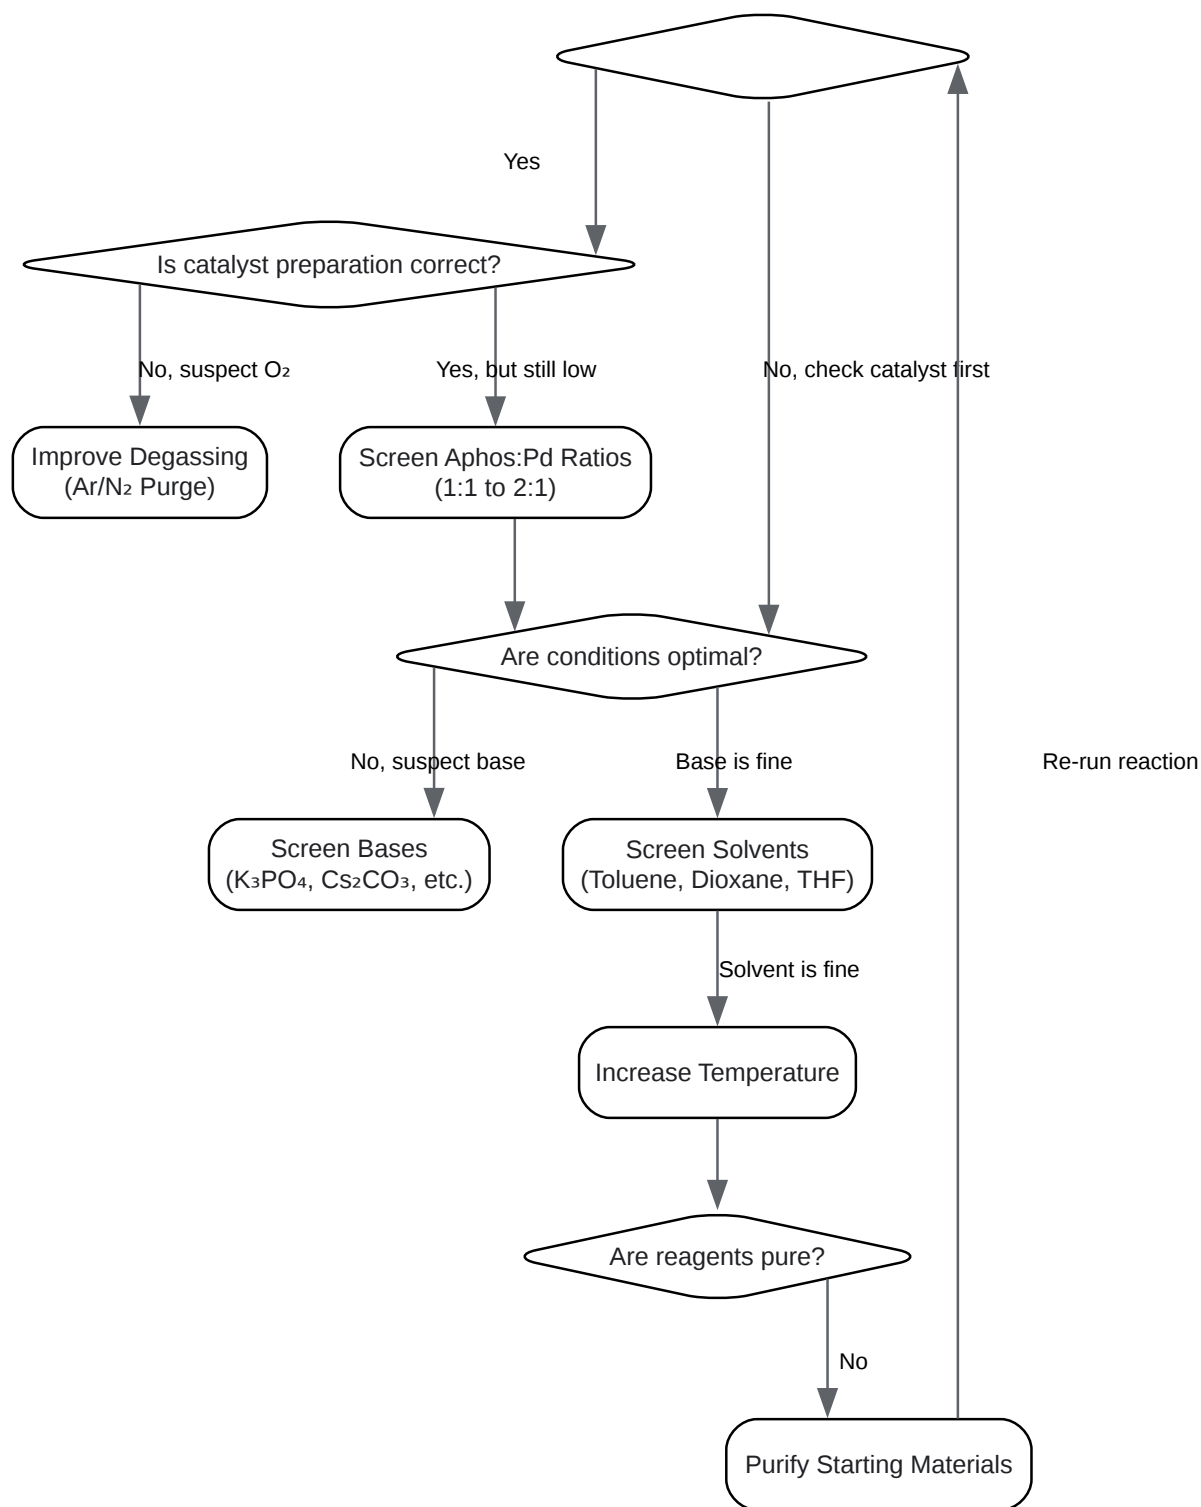 Yes
Is catalyst preparation correct?
No, suspect O₂
Yes, but still low
No, check catalyst first
Improve Degassing
(Ar/N₂ Purge)
Screen Aphos:Pd Ratios
(1:1 to 2:1)
Are conditions optimal?
No, suspect base
Base is fine
Re-run reaction
Screen Bases
(K₃PO₄, Cs₂CO₃, etc.)
Screen Solvents
(Toluene, Dioxane, THF)
Solvent is fine
Increase Temperature
Are reagents pure?
No
Purify Starting Materials